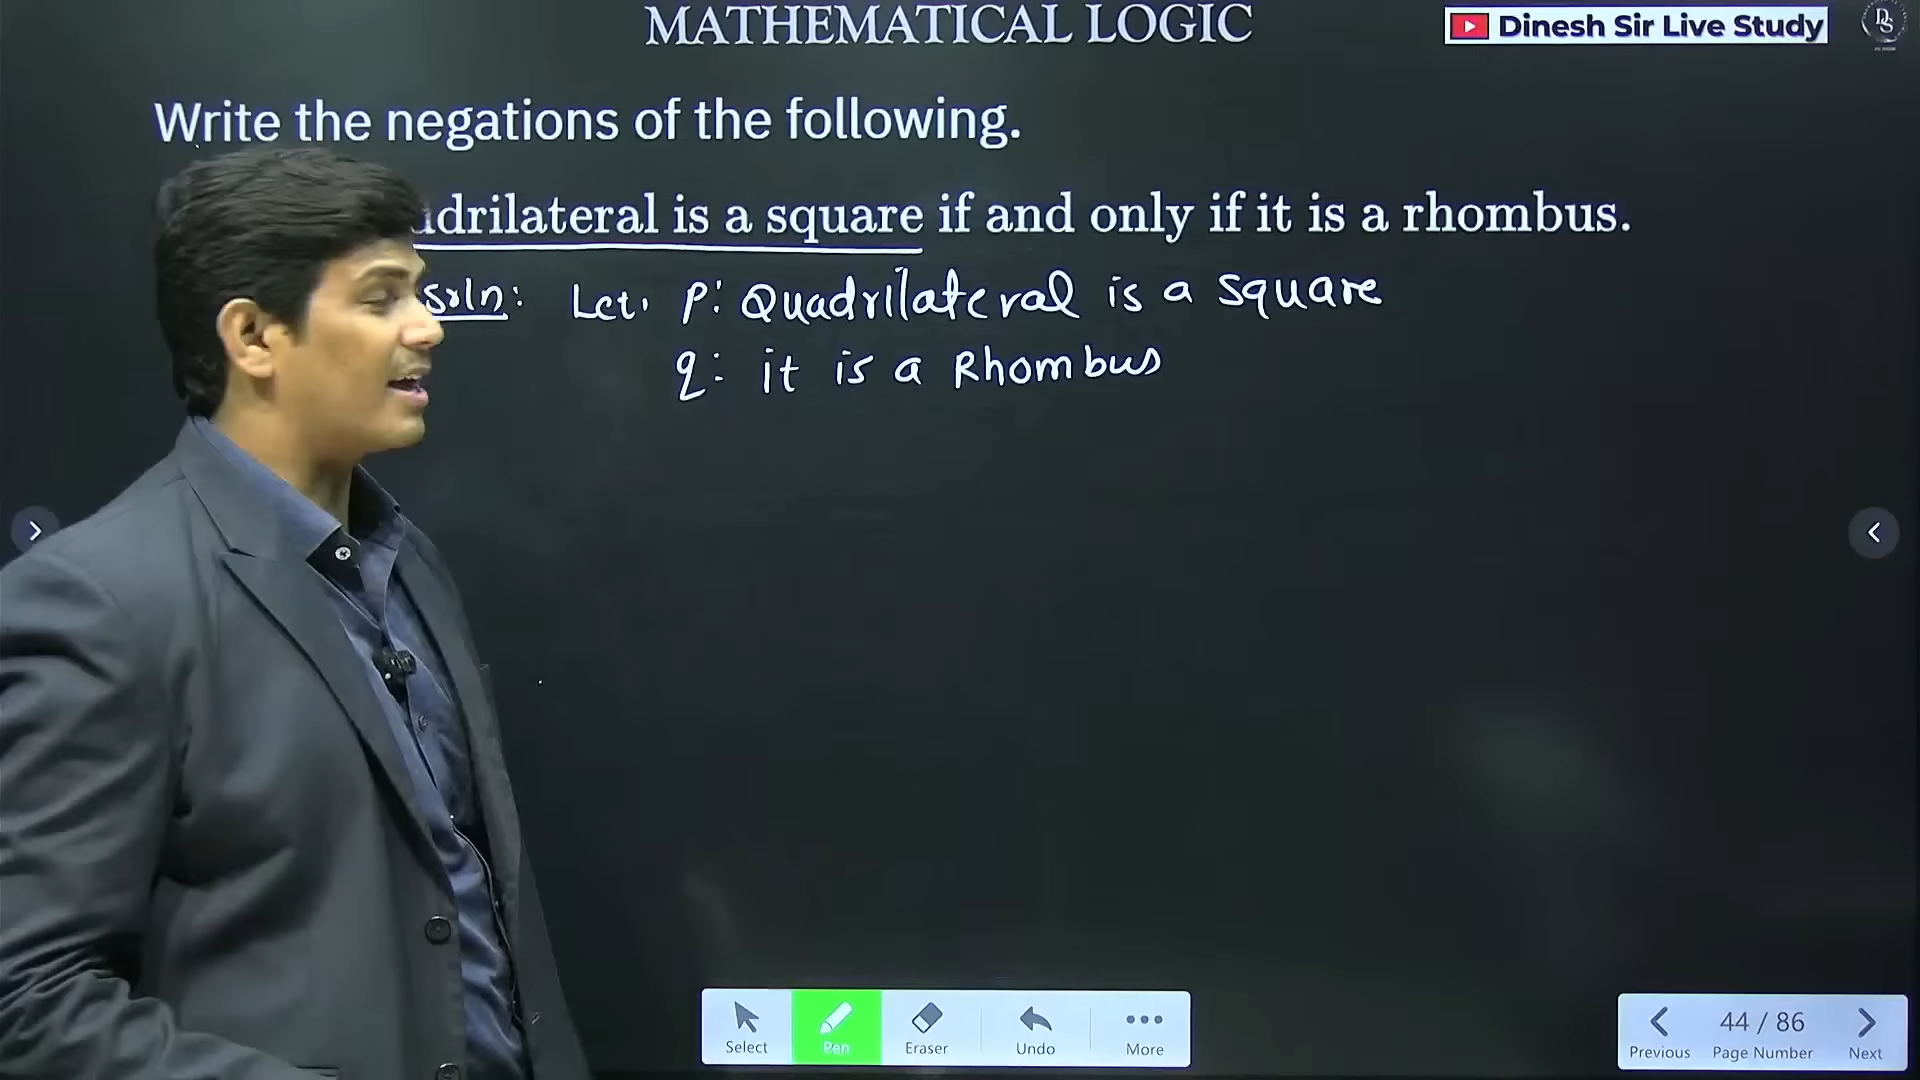 MATHEMATICAL LOGIC
Dinesh Sir Live Study
DS
Write the negations of the following.
adrilateral is a square if and only if it is a rhombus.
Soln: Let. p: Quadrilateral is a square
q: it is a Rhombus
Select Pen Eraser Undo More
44 / 86
Previous Page Number Next